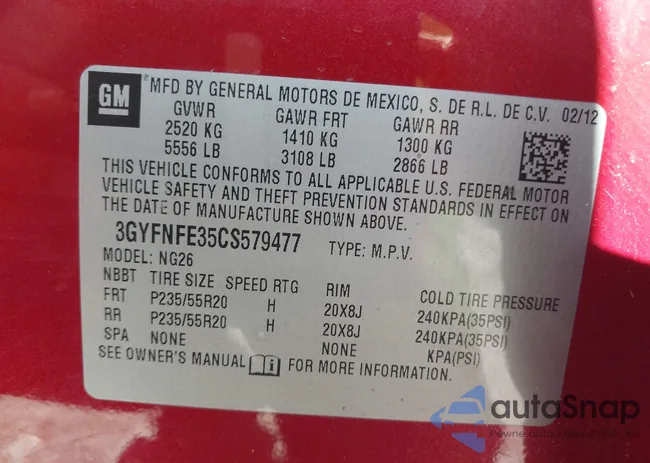 GM ® MFD BY GENERAL MOTORS DE MEXICO, S. DE R.L. DE C.V. 02/12
GVWR GAWR FRT GAWR RR
2520 KG 1410 KG 1300 KG
5556 LB 3108 LB 2866 LB
THIS VEHICLE CONFORMS TO ALL APPLICABLE U.S. FEDERAL MOTOR
VEHICLE SAFETY AND THEFT PREVENTION STANDARDS IN EFFECT ON
THE DATE OF MANUFACTURE SHOWN ABOVE.
3GYFNFE35CS579477 TYPE: M.P.V.
MODEL: NG26
NBBT TIRE SIZE SPEED RTG RIM COLD TIRE PRESSURE
FRT P235/55R20 H 20X8J 240KPA(35PSI)
RR P235/55R20 H 20X8J 240KPA(35PSI)
SPA NONE NONE KPA(PSI)
SEE OWNER'S MANUAL FOR MORE INFORMATION.
autaSnap
Pewne auto z USA